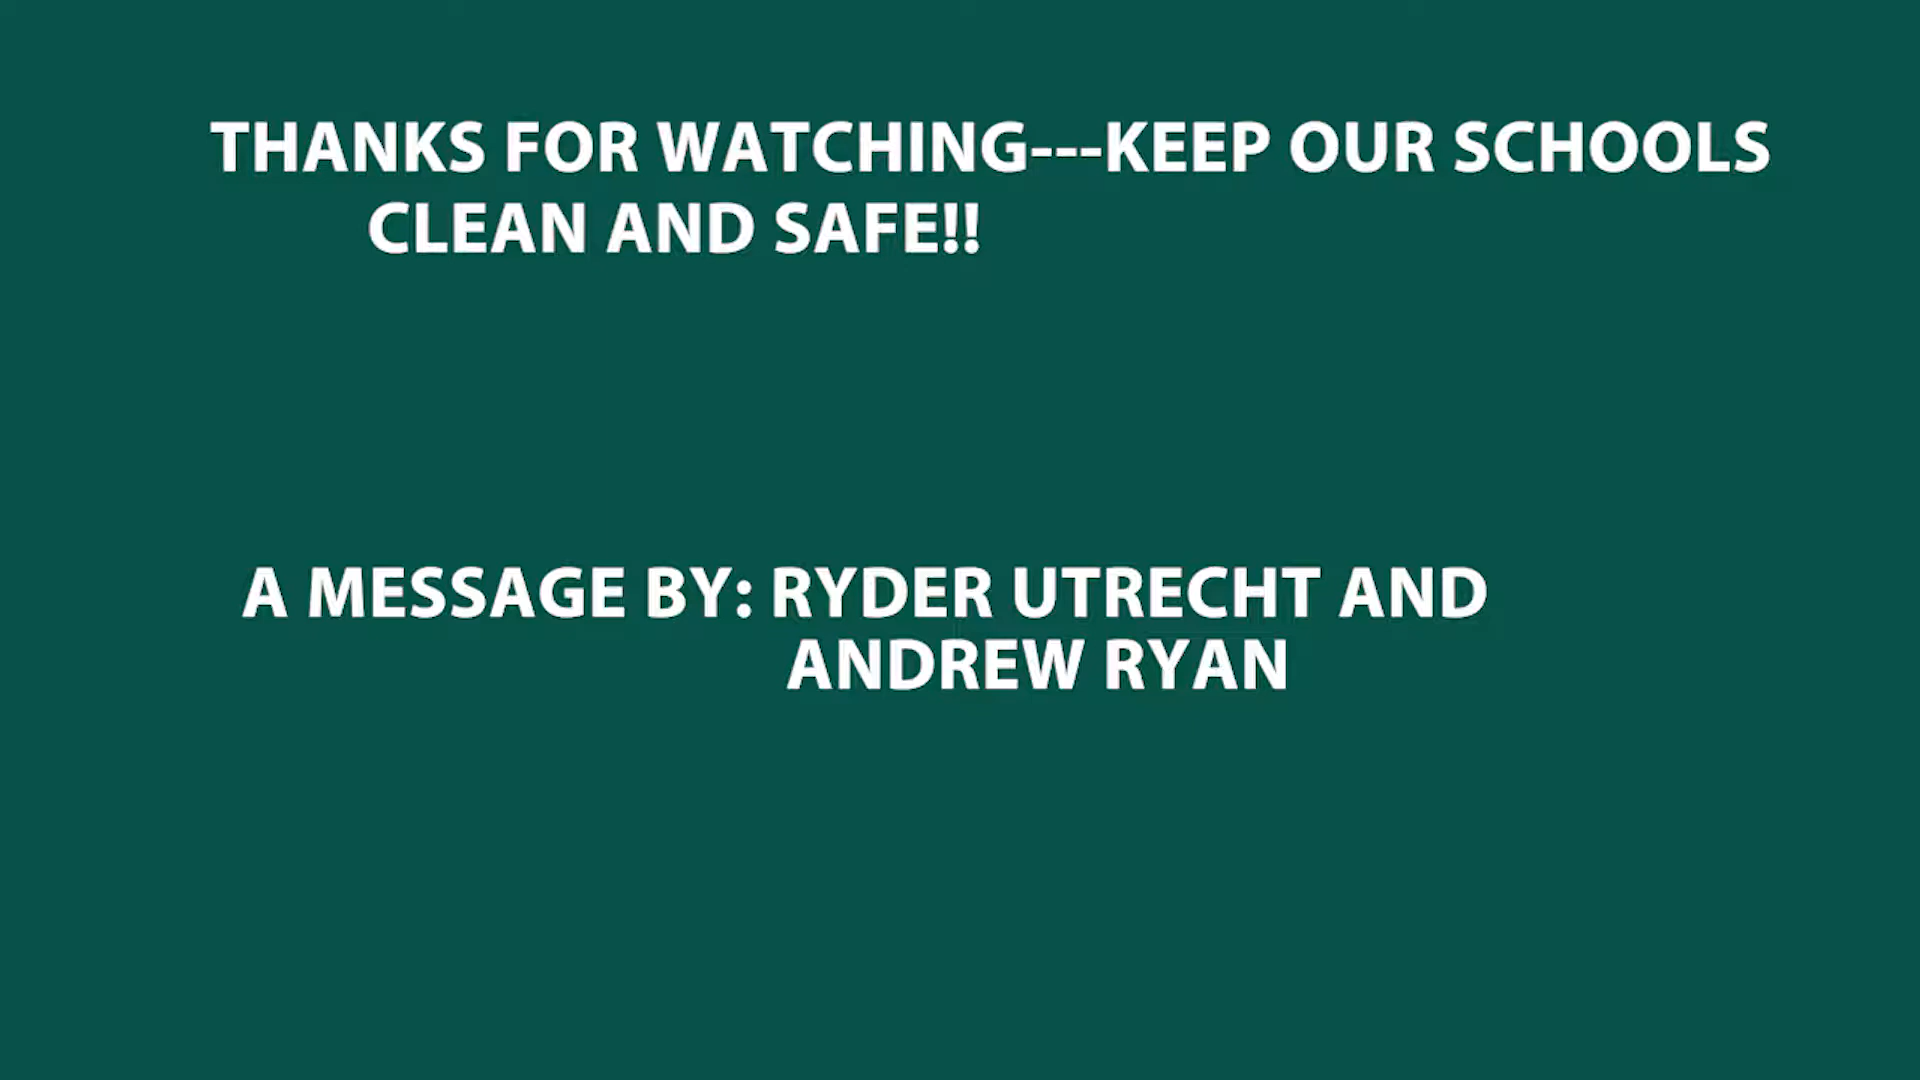 THANKS FOR WATCHING---KEEP OUR SCHOOLS
CLEAN AND SAFE!!
A MESSAGE BY: RYDER UTRECHT AND
ANDREW RYAN